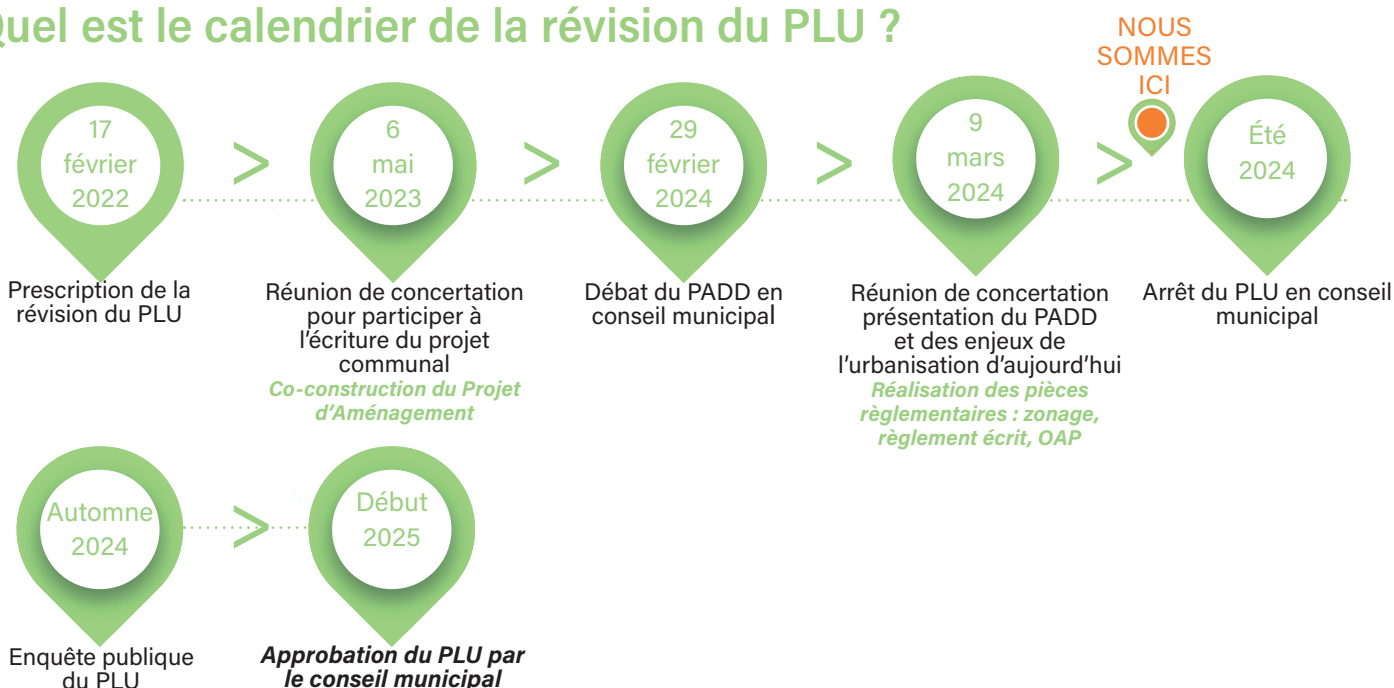 uel est le calendrier de la révision du PLU ?
NOUS
SOMMES
ICI
17
février
2022
>
6
mai
2023
>
29
février
2024
>
9
mars
2024
>
Été
2024
Prescription de la
révision du PLU
Réunion de concertation
pour participer à
l'écriture du projet
communal
Co-construction du Projet
d'Aménagement
Débat du PADD en
conseil municipal
Réunion de concertation
présentation du PADD
et des enjeux de
l'urbanisation d'aujourd'hui
Réalisation des pièces
règlementaires : zonage,
règlement écrit, OAP
Arrêt du PLU en conseil
municipal
Automne
2024
>
Début
2025
Enquête publique
du PLU
Approbation du PLU par
le conseil municipal